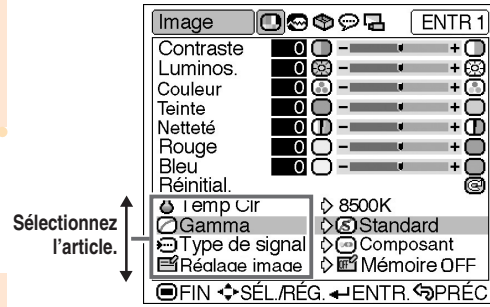 Image ENTR 1
Contraste 0 - +
Luminos. 0 - +
Couleur 0 - +
Teinte 0 - +
Netteté 0 - +
Rouge 0 - +
Bleu 0 - +
Réinitial.
Temp Clr 8500K
Gamma Standard
Type de signal Composant
Réglage image Mémoire OFF
Sélectionnez
l'article.
FIN SÉL./RÉG. ENTR. PRÉC